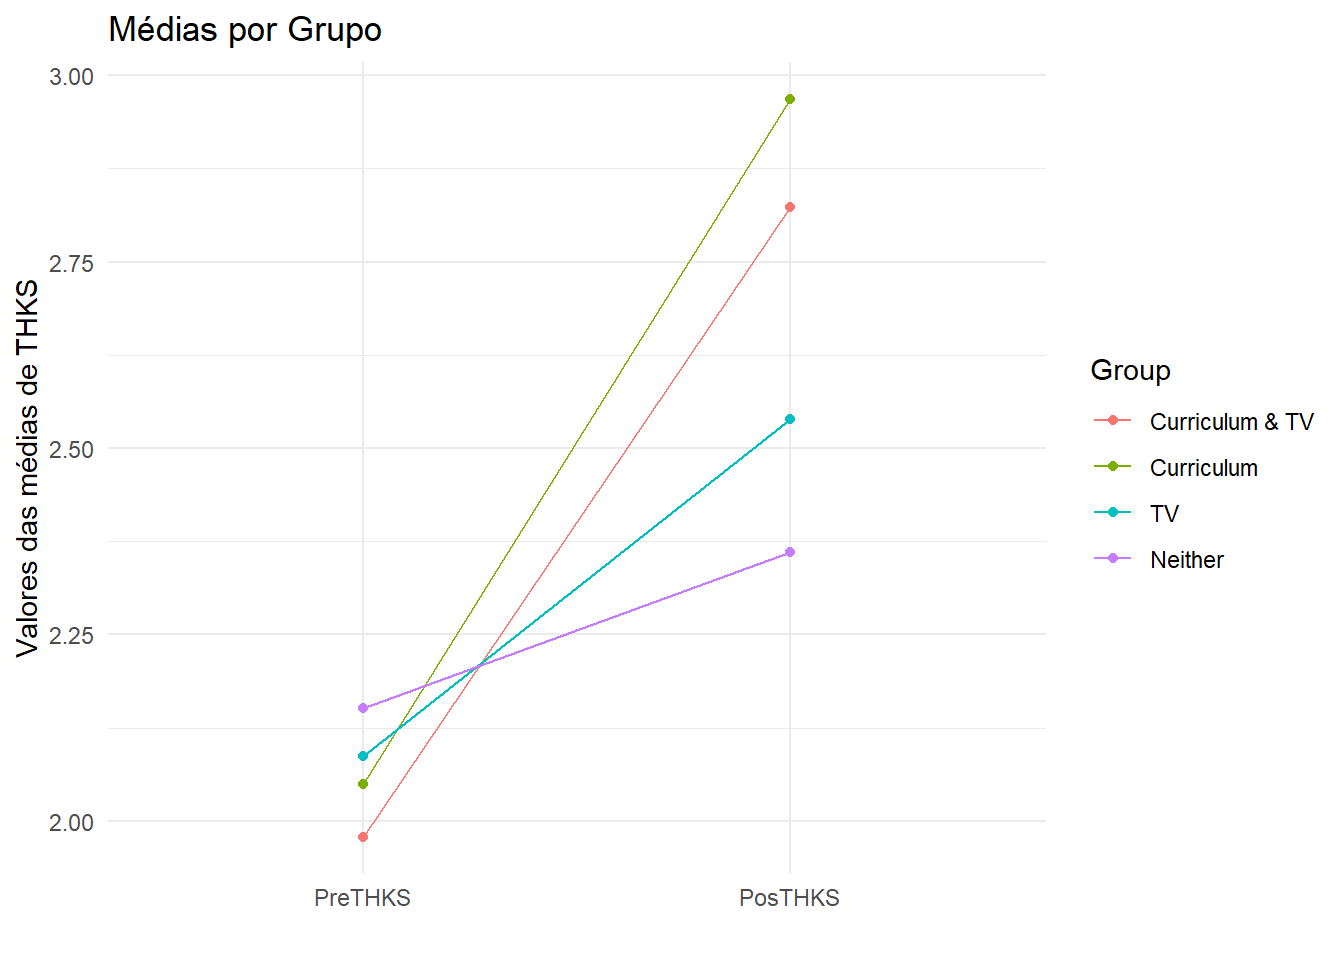 Médias por Grupo
Valores das médias de THKS
3.00
2.75
2.50
2.25
2.00
PreTHKS
PosTHKS
Group
Curriculum & TV
Curriculum
TV
Neither